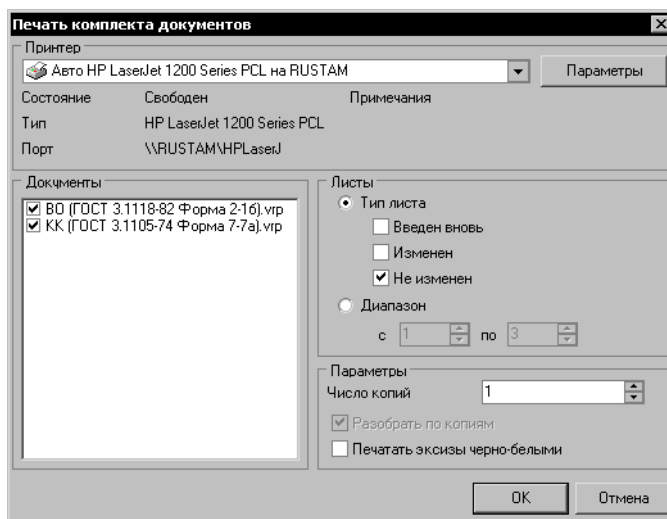 Печать комплекта документов
Принтер
Авто HP LaserJet 1200 Series PCL на RUSTAM
Параметры
Состояние Свободен Примечания
Тип HP LaserJet 1200 Series PCL
Порт \\RUSTAM\HPLaserJ
Документы
ВО (ГОСТ 3.1118-82 Форма 2-1б).vrp
КК (ГОСТ 3.1105-74 Форма 7-7а).vrp
Листы
Тип листа
Введен вновь
Изменен
Не изменен
Диапазон
с 1 по 3
Параметры
Число копий 1
Разобрать по копиям
Печатать эксизы черно-белыми
OK Отмена